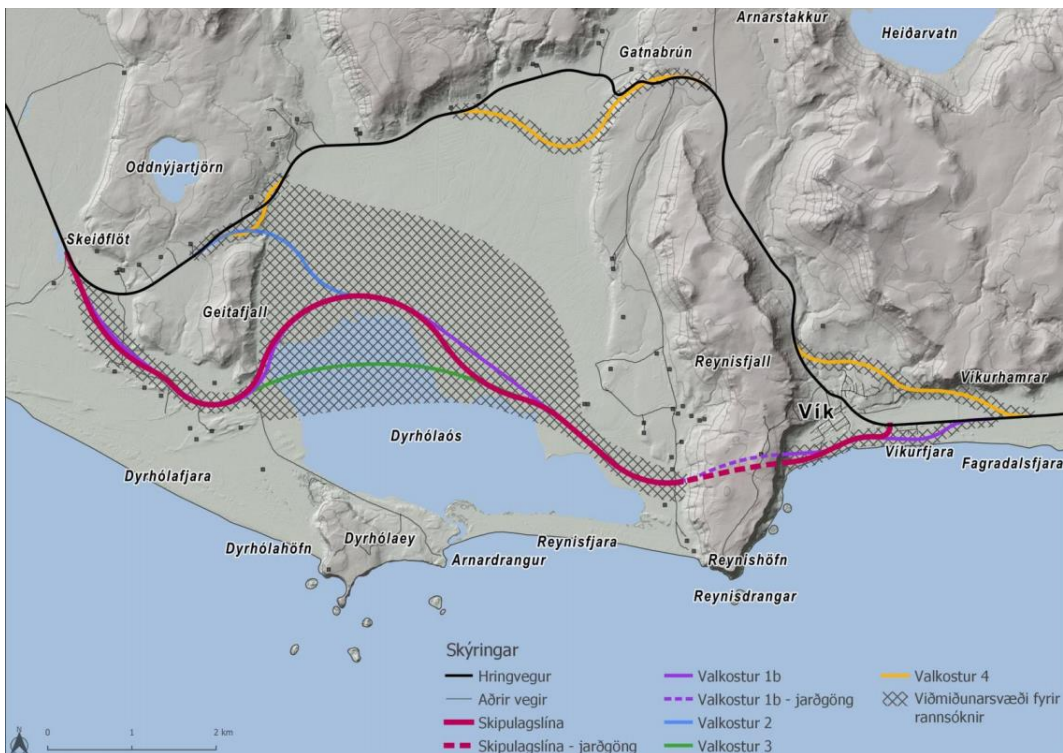 Arnarstakkur
Heiðarvatn
Gatnabrún
Oddnýjartjörn
Skeiðflöt
Geitafjall
Reynisfjall
Víkurhamrar
Vík
Dyrhólaós
Víkurfjara
Fagradalsfjara
Dyrhólafjara
Dyrhólahöfn
Dyrhólaey
Reynisfjara
Arnardrangur
Reynishöfn
Reynisdrangar
Skýringar
Hringvegur
Aðrir vegir
Skipulagslína
Skipulagslína - jarðgöng
Valkostur 1b
Valkostur 1b - jarðgöng
Valkostur 2
Valkostur 3
Valkostur 4
Viðmiðunarsvæði fyrir
rannsóknir
N
0 1 2 km